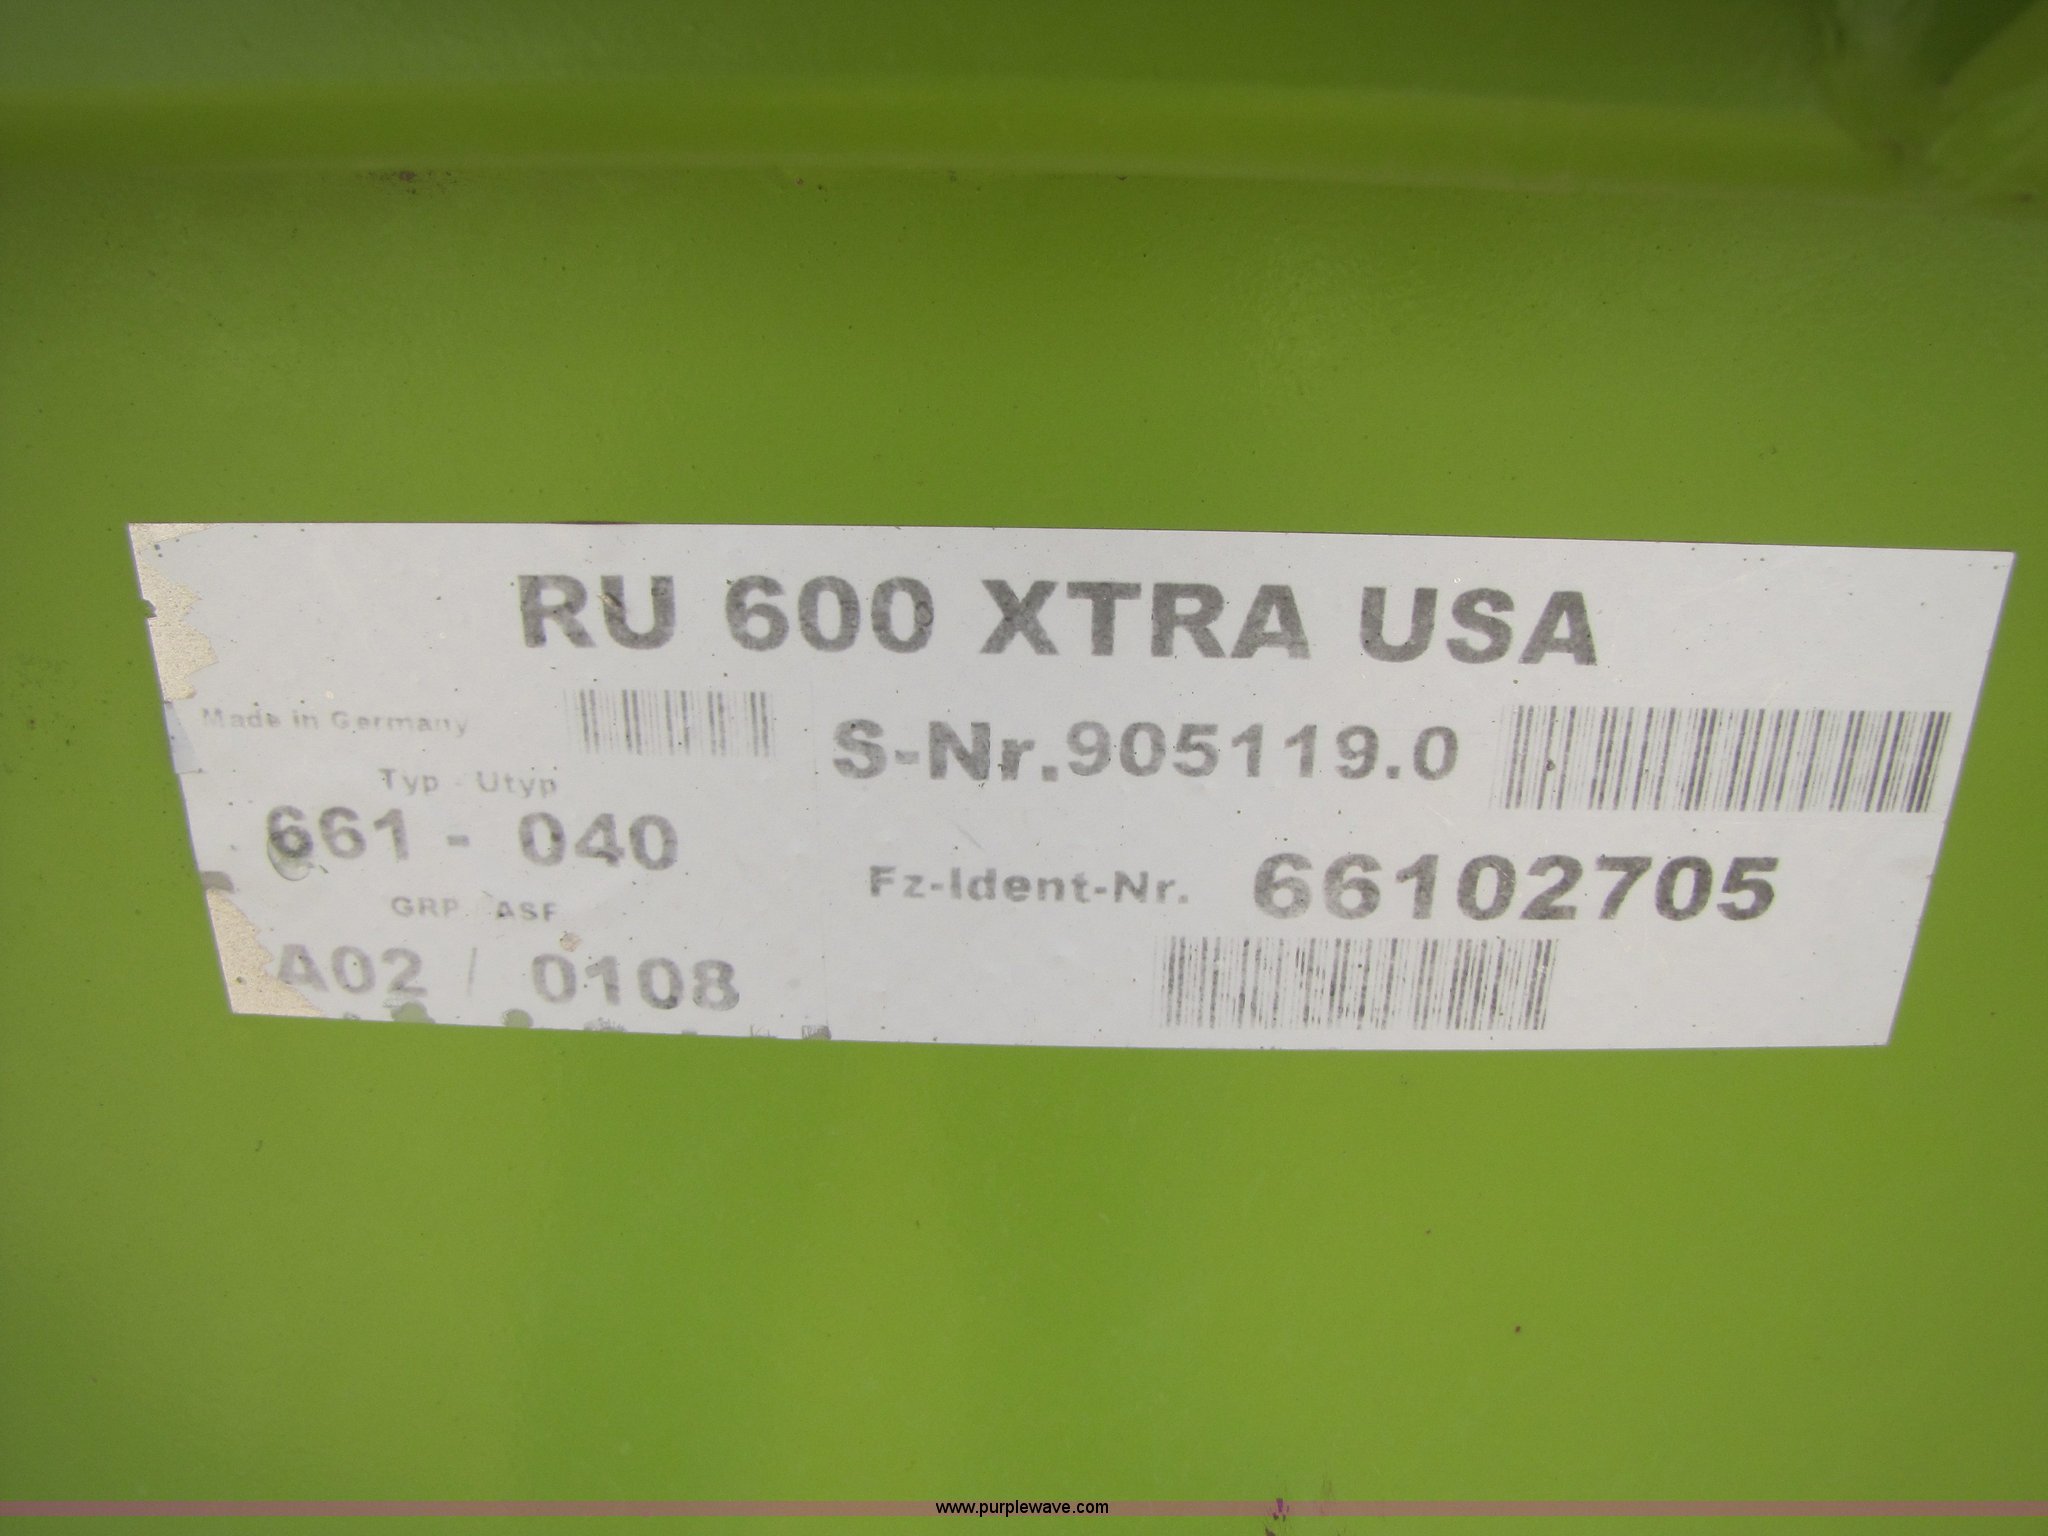 RU 600 XTRA USA
Made in Germany
S-Nr.905119.0
Typ - Utyp
661 - 040
Fz-Ident-Nr. 66102705
GRP / ASF
A02 / 0108
www.purplewave.com